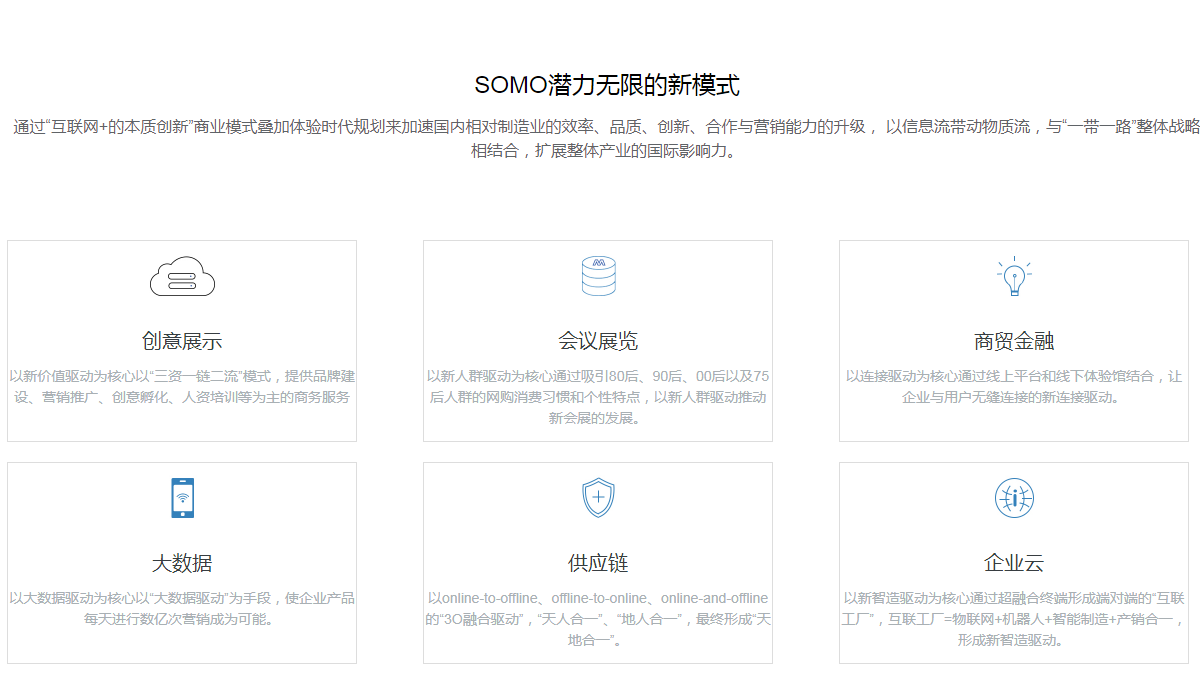 SOMO潜力无限的新模式
通过“互联网+的本质创新”商业模式叠加体验时代规划来加速国内相对制造业的效率、品质、创新、合作与营销能力的升级， 以信息流带动物质流，与“一带一路”整体战略
相结合，扩展整体产业的国际影响力。
创意展示
以新价值驱动为核心以“三资一链二流”模式，提供品牌建
设、营销推广、创意孵化、人资培训等为主的商务服务
会议展览
以新人群驱动为核心通过吸引80后、90后、00后以及75
后人群的网购消费习惯和个性特点，以新人群驱动推动
新会展的发展。
商贸金融
以连接驱动为核心通过线上平台和线下体验馆结合，让
企业与用户无缝连接的新连接驱动。
大数据
以大数据驱动为核心以“大数据驱动”为手段，使企业产品
每天进行数亿次营销成为可能。
供应链
以online-to-offline、offline-to-online、online-and-offline
的“3O融合驱动”，“天人合一”、“地人合一”，最终形成“天
地合一”。
企业云
以新智造驱动为核心通过超融合终端形成端对端的“互联
工厂”，互联工厂=物联网+机器人+智能制造+产销合一，
形成新智造驱动。